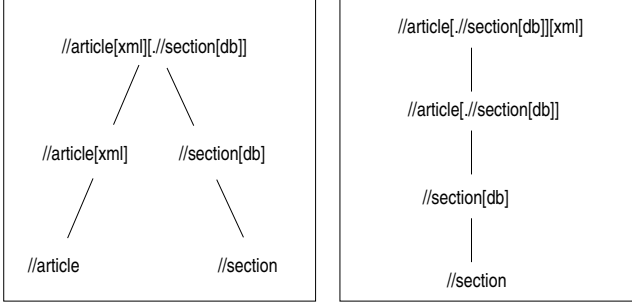 //article[xml][.//section[db]]
//article[xml]
//section[db]
//article
//section
//article[.//section[db]][xml]
//article[.//section[db]]
//section[db]
//section